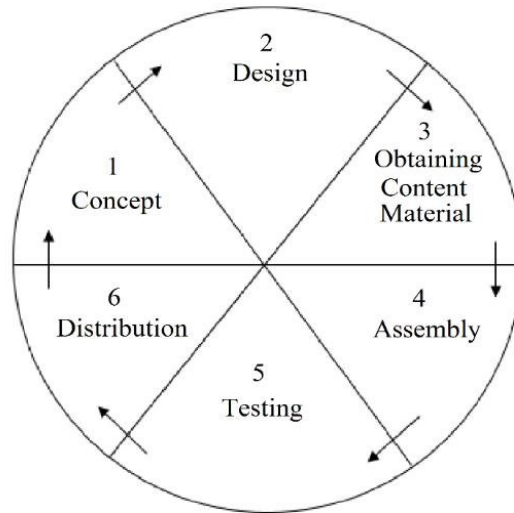 1
Concept
2
Design
3
Obtaining
Content
Material
4
Assembly
5
Testing
6
Distribution